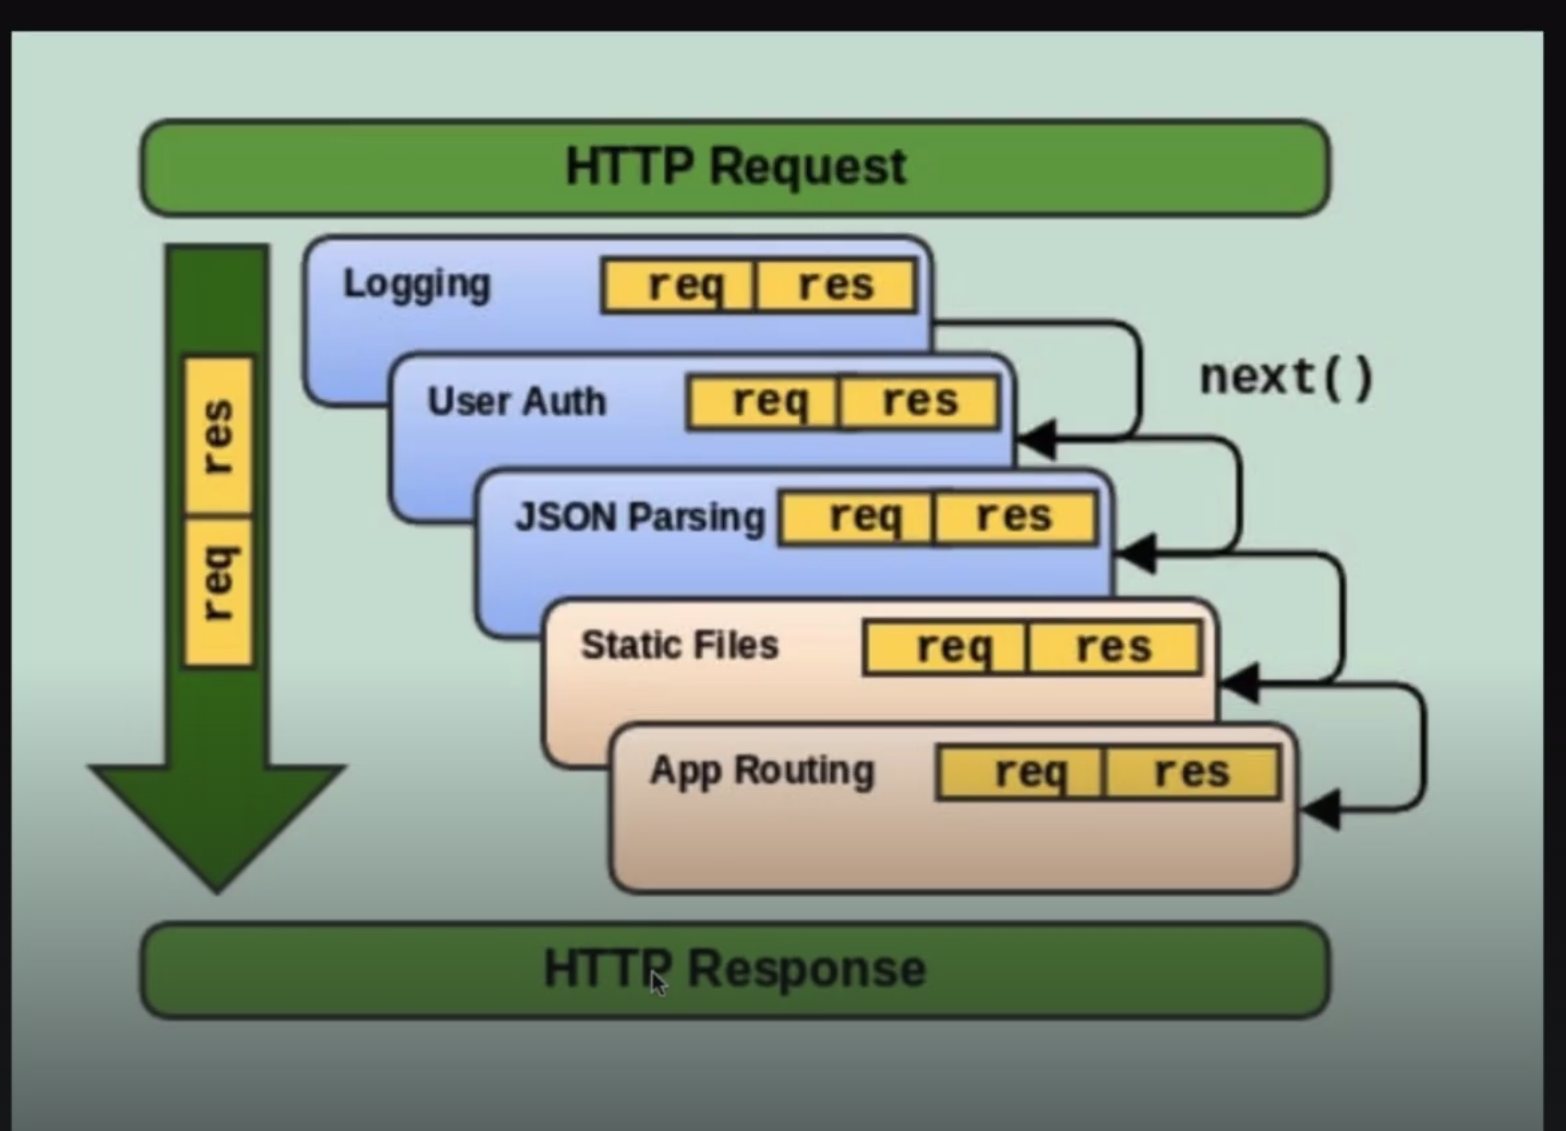 HTTP Request
Logging req res
next()
User Auth req res
JSON Parsing req res
Static Files req res
App Routing req res
res
req
HTTP Response